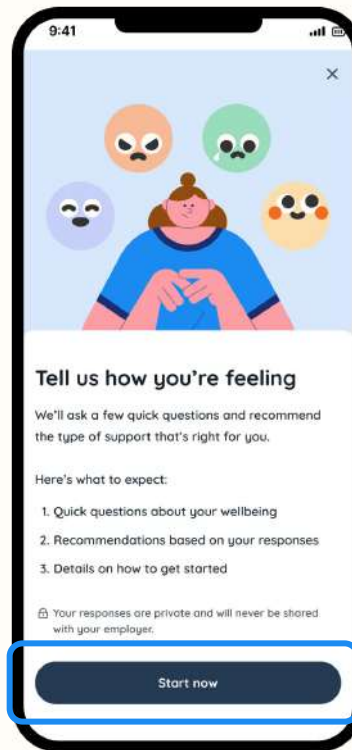 9:41
Tell us how you're feeling
We'll ask a few quick questions and recommend
the type of support that's right for you.
Here's what to expect:
1. Quick questions about your wellbeing
2. Recommendations based on your responses
3. Details on how to get started
Your responses are private and will never be shared
with your employer.
Start now